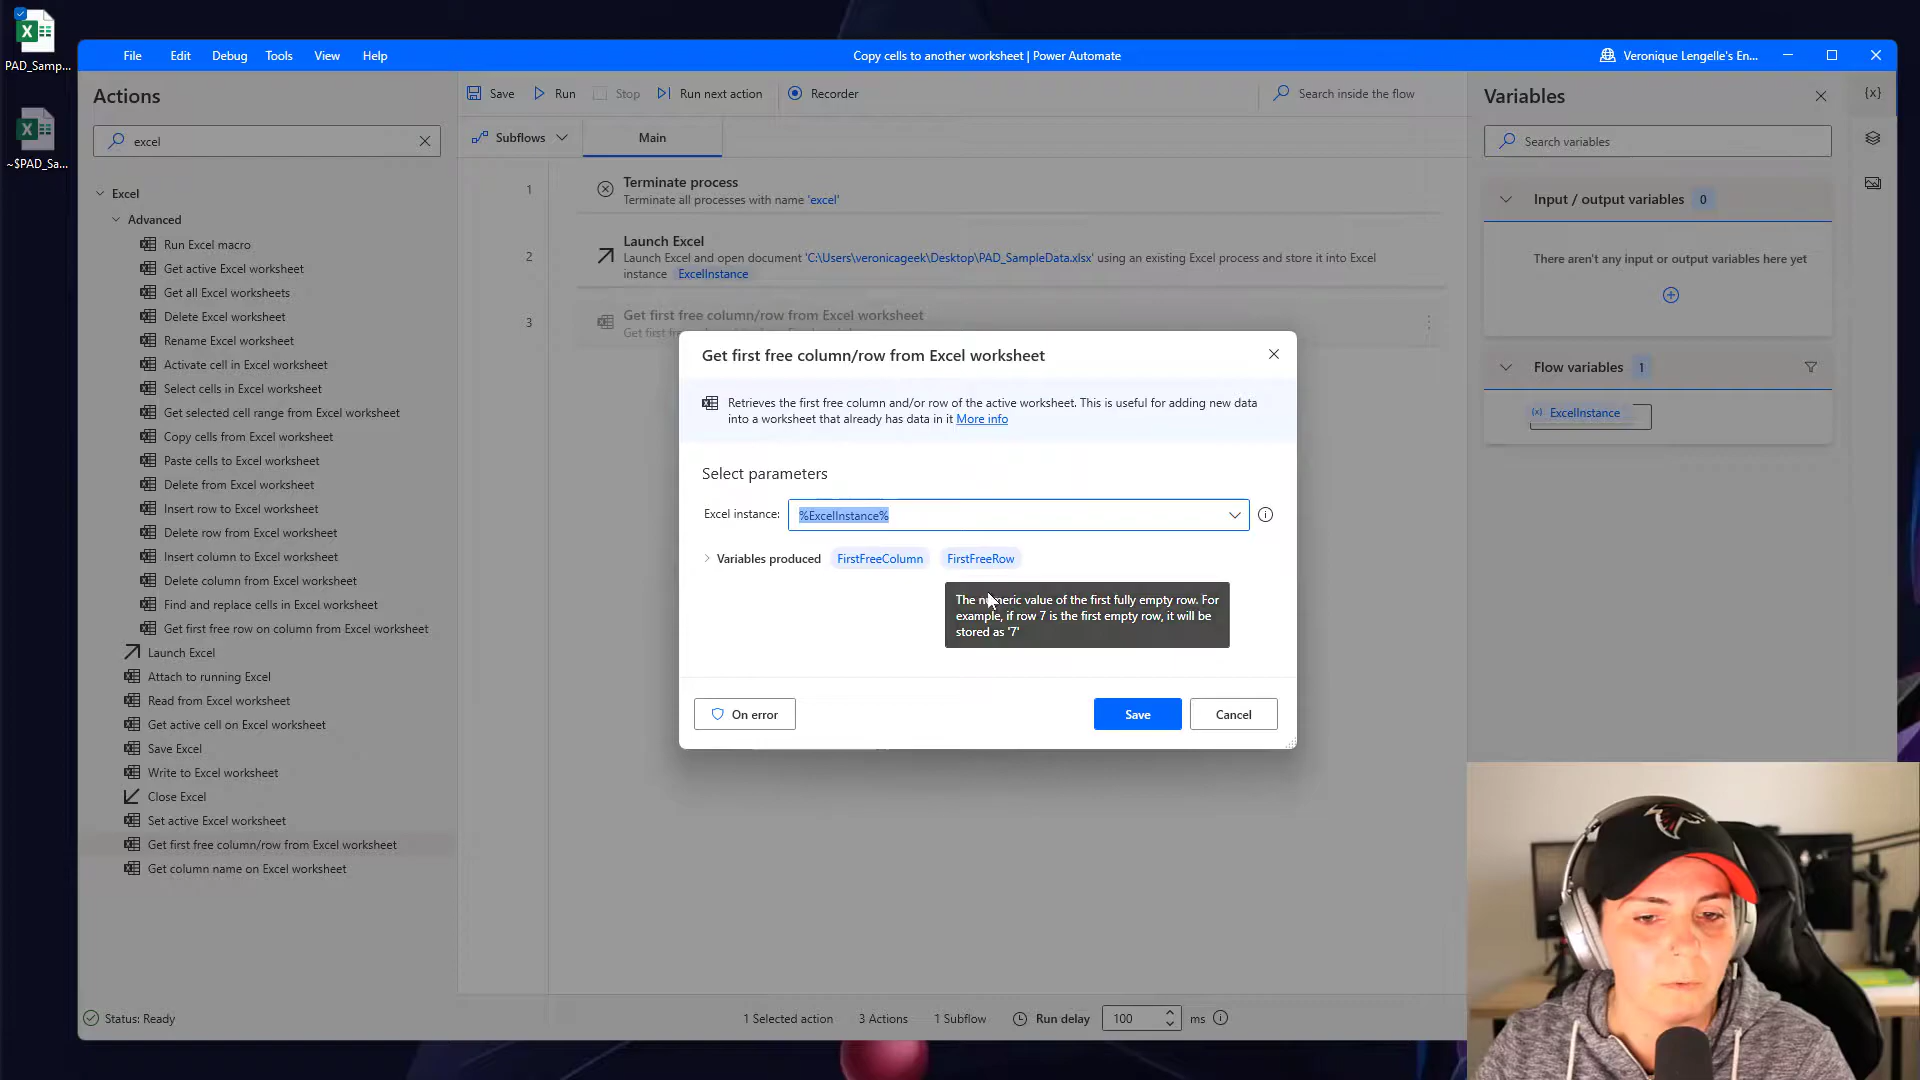 PAD_Samp...
~$PAD_Sa...
File Edit Debug Tools View Help
Copy cells to another worksheet | Power Automate
Veronique Lengelle's En...
Actions
excel
Excel
Advanced
Run Excel macro
Get active Excel worksheet
Get all Excel worksheets
Delete Excel worksheet
Rename Excel worksheet
Activate cell in Excel worksheet
Select cells in Excel worksheet
Get selected cell range from Excel worksheet
Copy cells from Excel worksheet
Paste cells to Excel worksheet
Delete from Excel worksheet
Insert row to Excel worksheet
Delete row from Excel worksheet
Insert column to Excel worksheet
Delete column from Excel worksheet
Find and replace cells in Excel worksheet
Get first free row on column from Excel worksheet
Launch Excel
Attach to running Excel
Read from Excel worksheet
Get active cell on Excel worksheet
Save Excel
Write to Excel worksheet
Close Excel
Set active Excel worksheet
Get first free column/row from Excel worksheet
Get column name on Excel worksheet
Save Run Stop Run next action Recorder
Search inside the flow
Subflows
Main
1
Terminate process
Terminate all processes with name 'excel'
2
Launch Excel
Launch Excel and open document 'C:\Users\veronicageek\Desktop\PAD_SampleData.xlsx' using an existing Excel process and store it into Excel
instance ExcelInstance
3
Get first free column/row from Excel worksheet
Get first
Get first free column/row from Excel worksheet
Retrieves the first free column and/or row of the active worksheet. This is useful for adding new data
into a worksheet that already has data in it More info
Select parameters
Excel instance: %ExcelInstance%
Variables produced FirstFreeColumn FirstFreeRow
The numeric value of the first fully empty row. For
example, if row 7 is the first empty row, it will be
stored as '7'
On error
Save
Cancel
Variables
{x}
Search variables
Input / output variables 0
There aren't any input or output variables here yet
Flow variables 1
(x) ExcelInstance
Status: Ready
1 Selected action
3 Actions
1 Subflow
Run delay 100 ms